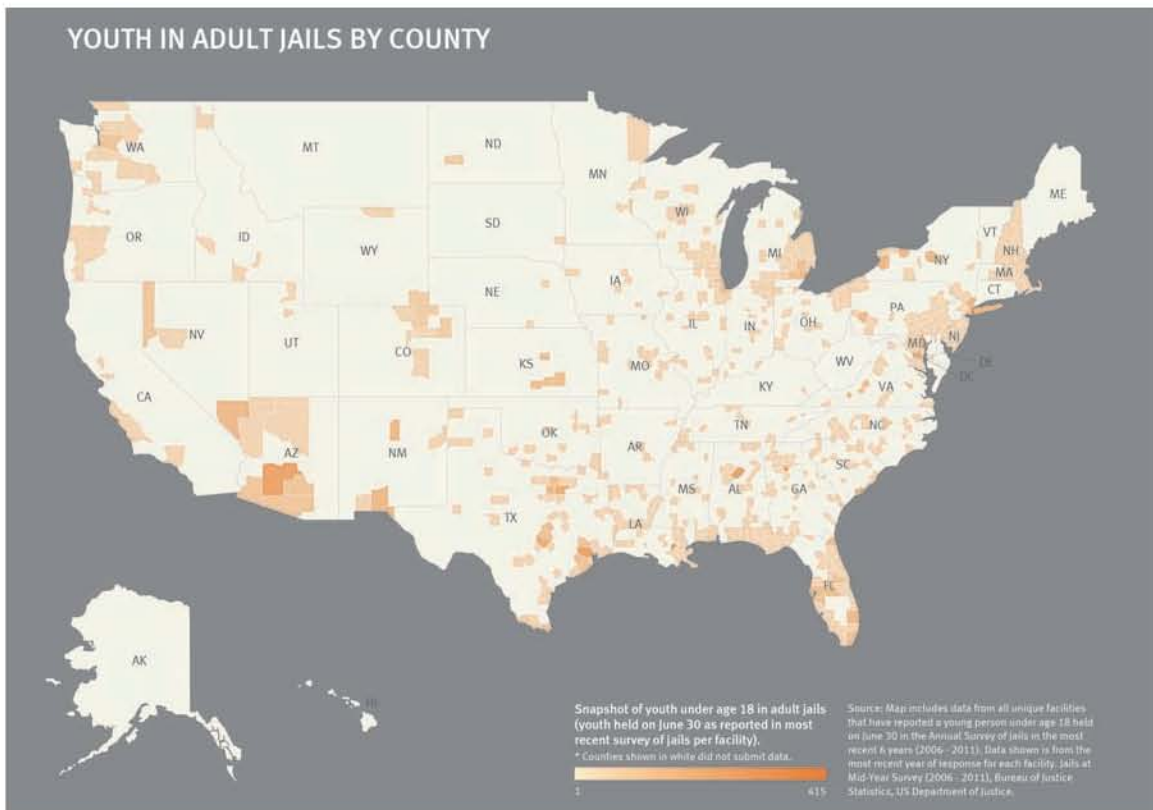 YOUTH IN ADULT JAILS BY COUNTY
WA
MT
ND
MN
ME
OR
ID
SD
WI
VT
NH
WY
MI
NY
MA
CT
NE
IA
PA
NV
UT
CO
IL
IN
OH
NJ
MD
DE
DC
CA
KS
MO
WV
VA
KY
AZ
NM
OK
TN
NC
AR
SC
TX
LA
MS
AL
GA
FL
AK
HI
Snapshot of youth under age 18 in adult jails
(youth held on June 30 as reported in most
recent survey of jails per facility).
* Counties shown in white did not submit data.
1
615
Source: Map includes data from all unique facilities
that have reported a young person under age 18 held
on June 30 in the Annual Survey of Jails in the most
recent 6 years (2006 - 2011). Data shown is from the
most recent year of response for each facility. Jails at
Mid-Year Survey (2006 - 2011), Bureau of Justice
Statistics, US Department of Justice.